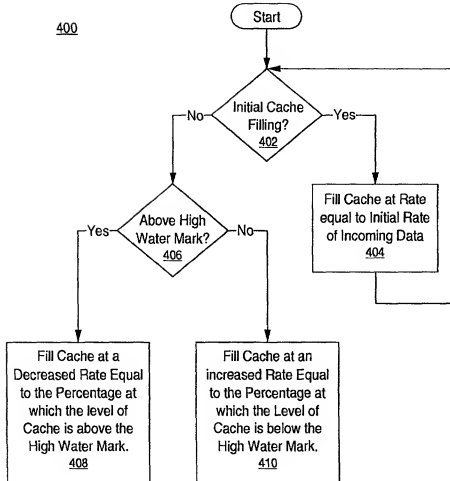 400
Start
Initial Cache
Filling?
402
No
Yes
Fill Cache at Rate
equal to Initial Rate
of Incoming Data
404
Above High
Water Mark?
406
Yes
No
Fill Cache at a
Decreased Rate Equal
to the Percentage at
which the level of
Cache is above the
High Water Mark.
408
Fill Cache at an
increased Rate Equal
to the Percentage at
which the Level of
Cache is below the
High Water Mark.
410